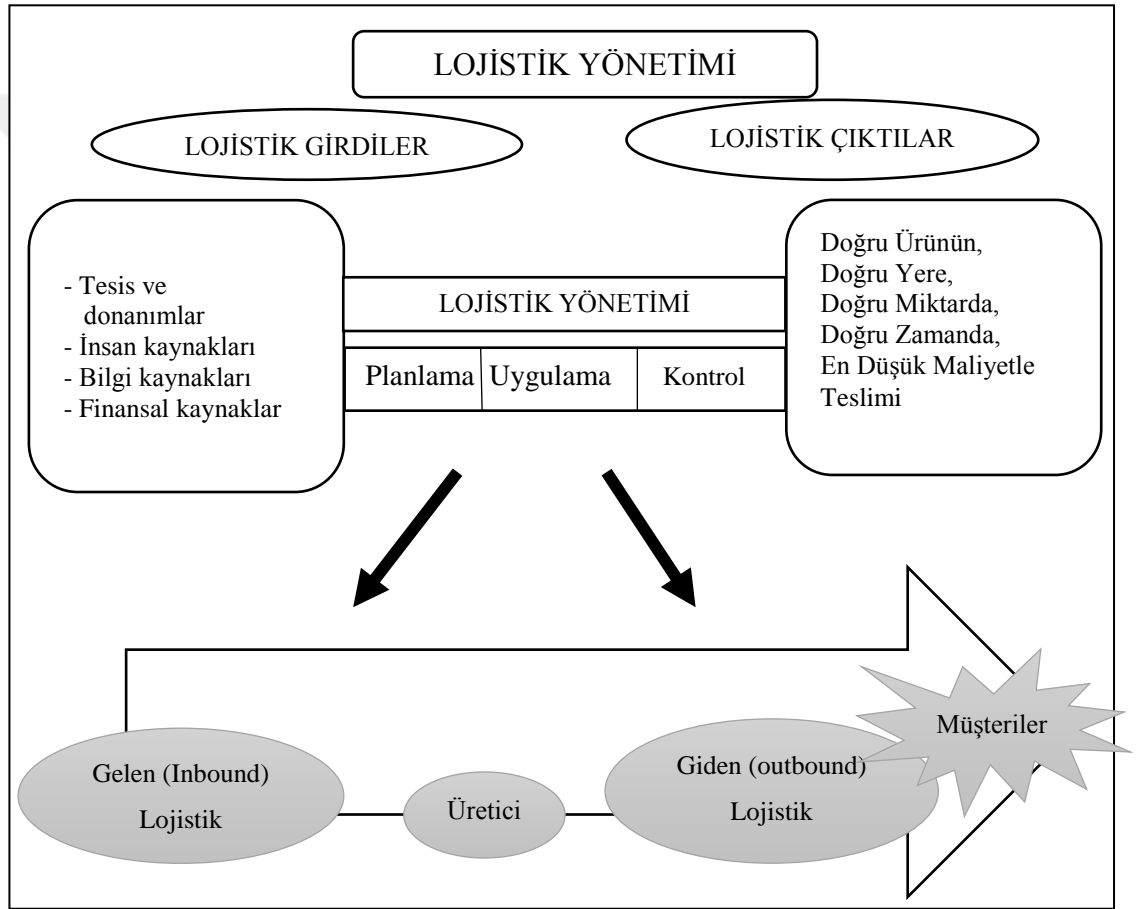 LOJİSTİK YÖNETİMİ
LOJİSTİK GİRDİLER
LOJİSTİK ÇIKTILAR
- Tesis ve
donanımlar
- İnsan kaynakları
- Bilgi kaynakları
- Finansal kaynaklar
LOJİSTİK YÖNETİMİ
Planlama
Uygulama
Kontrol
Doğru Ürünün,
Doğru Yere,
Doğru Miktarda,
Doğru Zamanda,
En Düşük Maliyetle
Teslimi
Gelen (Inbound)
Lojistik
Üretici
Giden (outbound)
Lojistik
Müşteriler